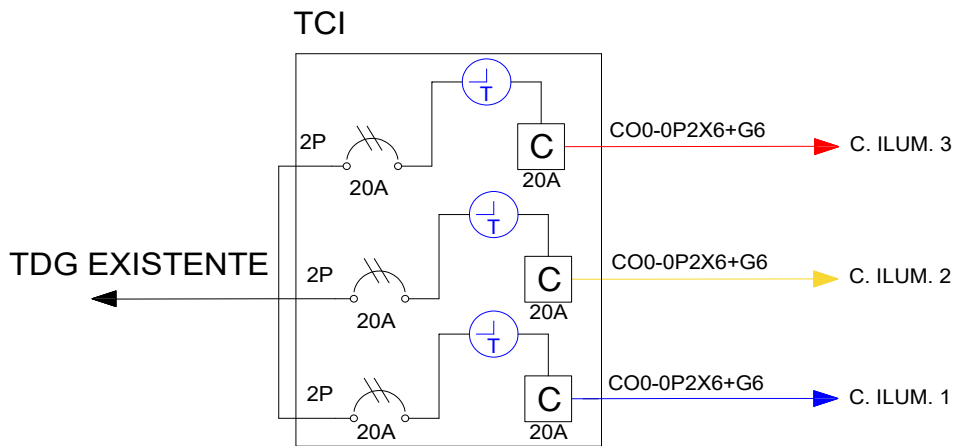 TCI
T
2P
20A
C
20A
CO0-0P2X6+G6
C. ILUM. 3
TDG EXISTENTE
T
2P
20A
C
20A
CO0-0P2X6+G6
C. ILUM. 2
T
2P
20A
C
20A
CO0-0P2X6+G6
C. ILUM. 1